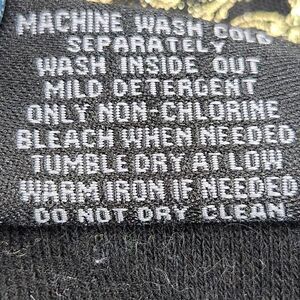 MACHINE WASH COLD
SEPARATELY
WASH INSIDE OUT
MILD DETERGENT
ONLY NON-CHLORINE
BLEACH WHEN NEEDED
TUMBLE DRY AT LOW
WARM IRON IF NEEDED
DO NOT DRY CLEAN